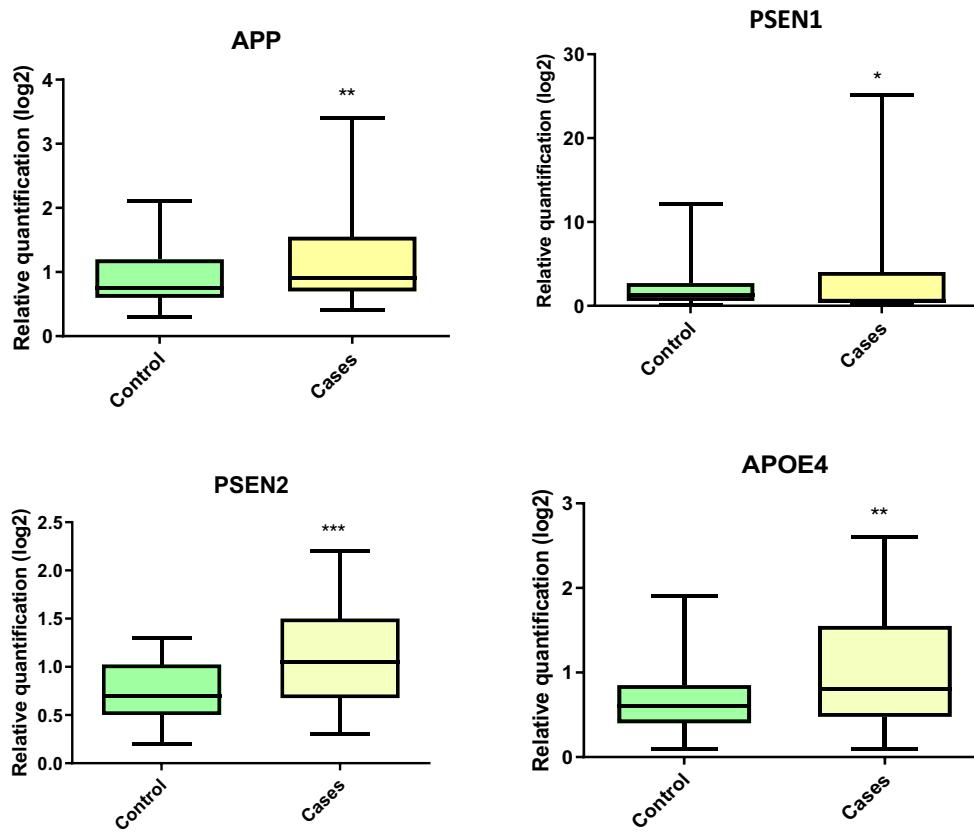 APP
Relative quantification (log2)
4
3
2
1
0
**
Control
Cases
PSEN1
Relative quantification (log2)
30
20
10
0
*
Control
Cases
PSEN2
Relative quantification (log2)
2.5
2.0
1.5
1.0
0.5
0.0
***
Control
Cases
APOE4
Relative quantification (log2)
3
2
1
0
**
Control
Cases